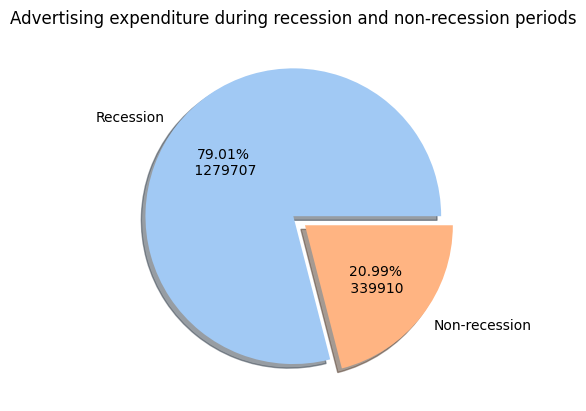 Advertising expenditure during recession and non-recession periods
Recession
79.01%
1279707
20.99%
339910
Non-recession